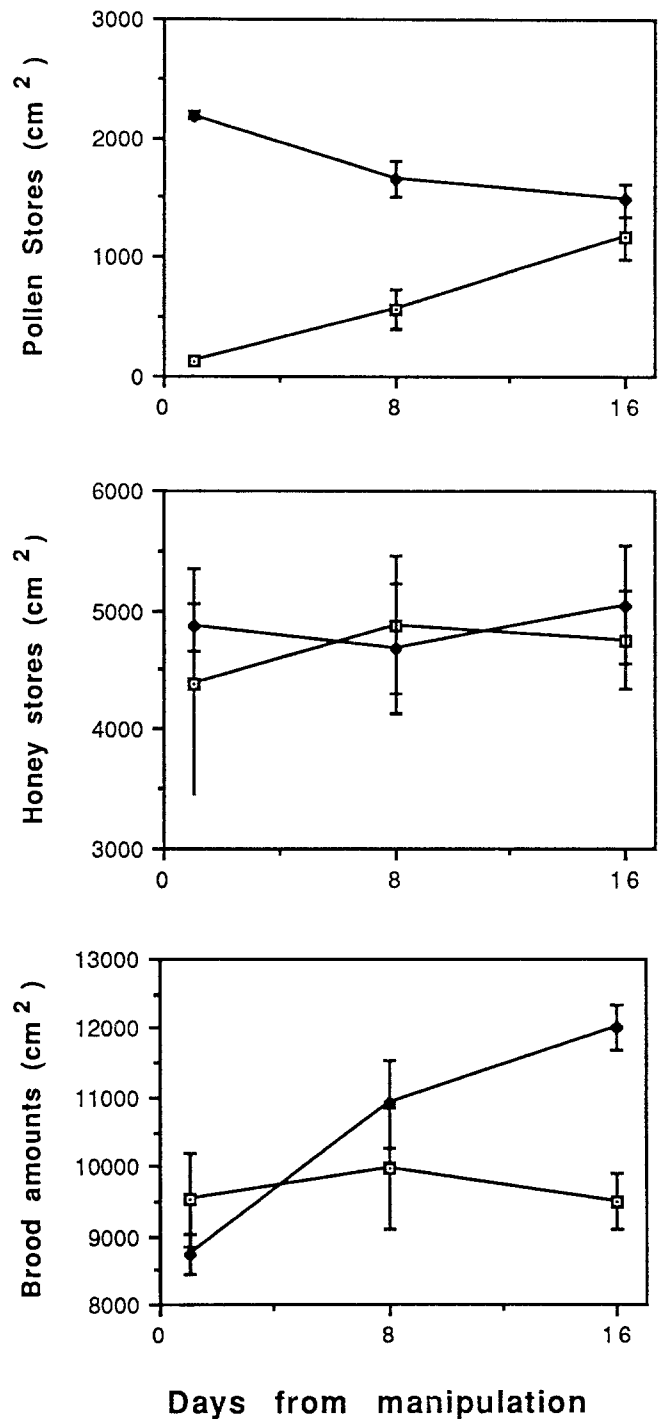 Pollen Stores (cm 2)
3000
2000
1000
0
0 8 16
Honey stores (cm 2)
6000
5000
4000
3000
0 8 16
Brood amounts (cm 2)
13000
12000
11000
10000
9000
8000
0 8 16
Days from manipulation